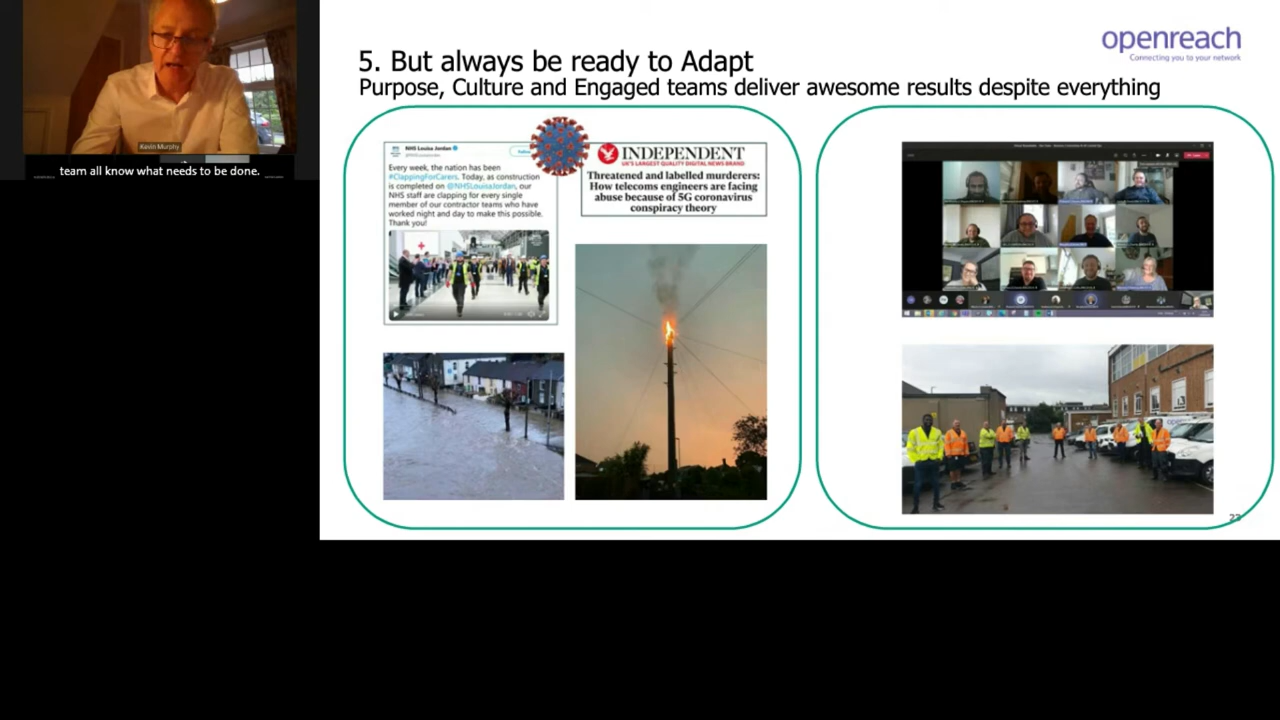 Kevin Murphy
team all know what needs to be done.
openreach
Connecting you to your network
5. But always be ready to Adapt
Purpose, Culture and Engaged teams deliver awesome results despite everything
NHS Louisa Jordan
Every week, the nation has been
#ClappingForCarers. Today, as construction
is completed on @NHSLouisaJordan, our
NHS staff are clapping for every single
member of our contractor teams who have
worked night and day to make this possible.
Thank you!
INDEPENDENT
UK'S LARGEST QUALITY DIGITAL NEWS BRAND
Threatened and labelled murderers:
How telecoms engineers are facing
abuse because of 5G coronavirus
conspiracy theory
23